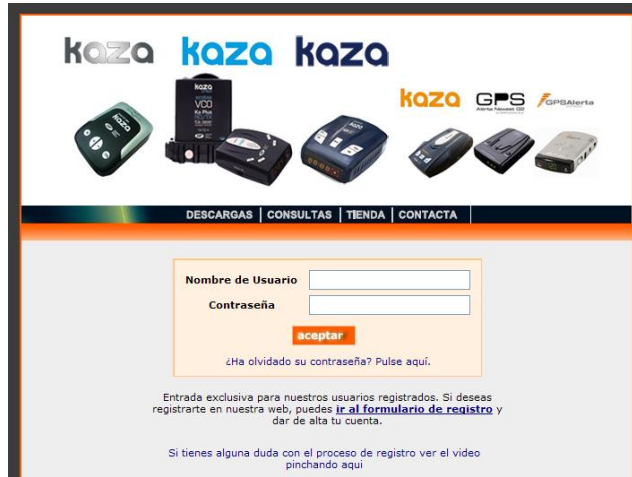 kaza kaza kaza
kaza GPS GPSAlerta
kaza
VCO
DESCARGAS CONSULTAS TIENDA CONTACTA
Nombre de Usuario
Contraseña
aceptar
¿Ha olvidado su contraseña? Pulse aquí.
Entrada exclusiva para nuestros usuarios registrados. Si deseas
registrarte en nuestra web, puedes ir al formulario de registro y
dar de alta tu cuenta.
Si tienes alguna duda con el proceso de registro ver el video
pinchando aqui